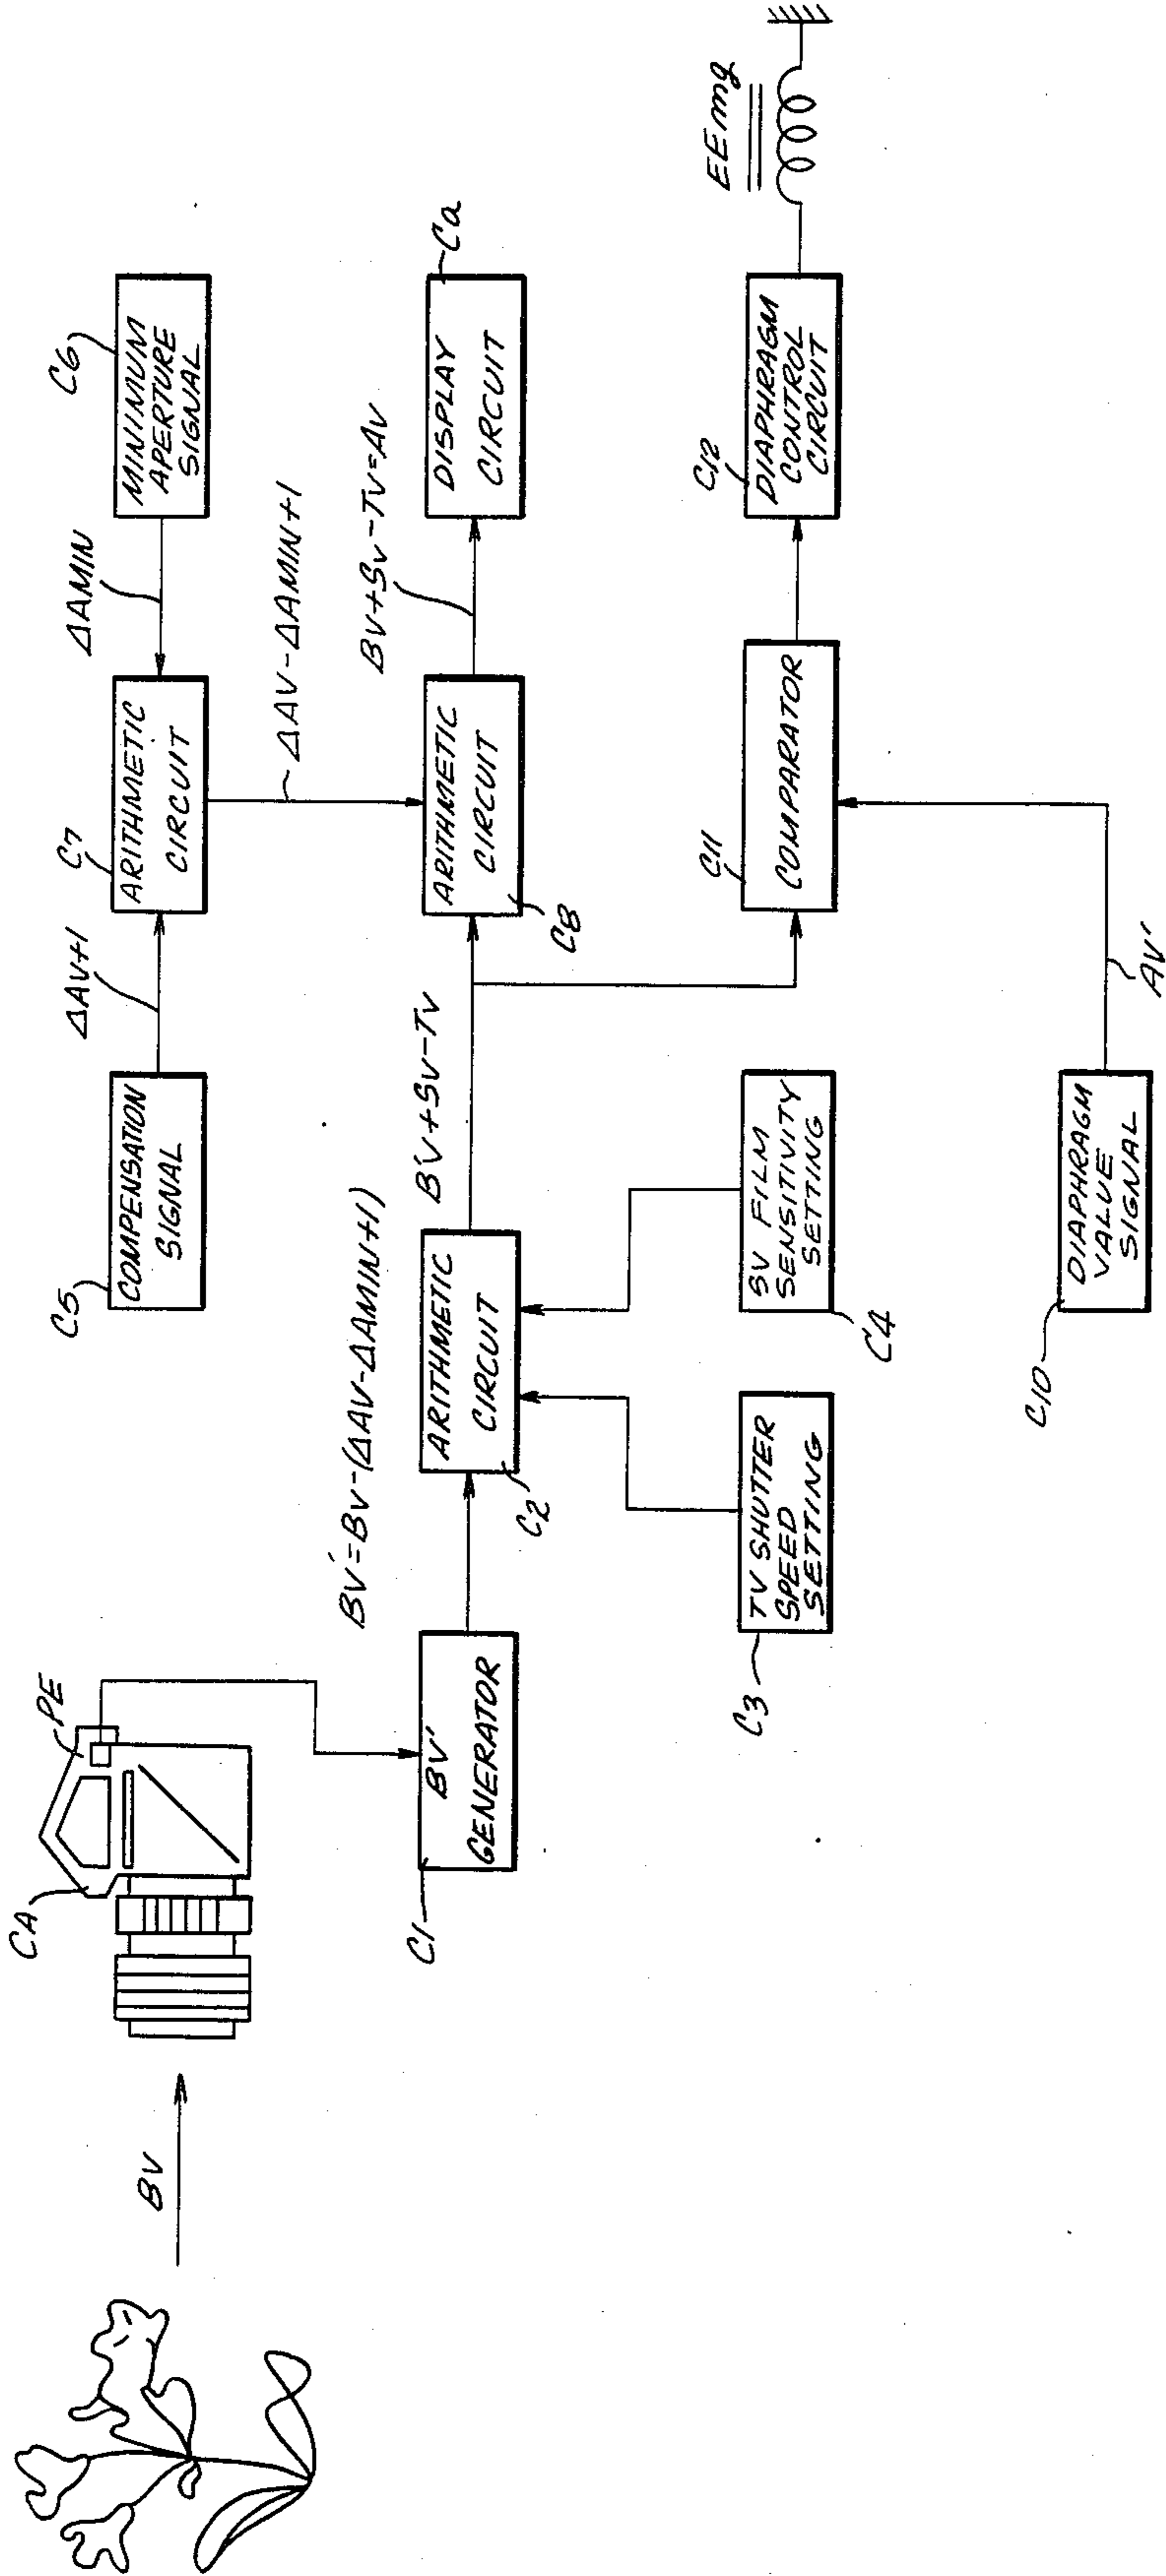 BV
CA
PE
C1
BV'
GENERATOR
BV'=BV-(ΔAV-ΔAMIN+1)
C2
ARITHMETIC
CIRCUIT
C3
TV SHUTTER
SPEED
SETTING
C4
SV FILM
SENSITIVITY
SETTING
B'V+SV-TV
C5
COMPENSATION
SIGNAL
ΔAV+1
C7
ARITHMETIC
CIRCUIT
ΔAMIN
C6
MINIMUM
APERTURE
SIGNAL
ΔAV-ΔAMIN+1
C8
ARITHMETIC
CIRCUIT
BV+SV-TV=AV
Ca
DISPLAY
CIRCUIT
C10
DIAPHRAGM
VALUE
SIGNAL
AV'
C11
COMPARATOR
C12
DIAPHRAGM
CONTROL
CIRCUIT
EEmg